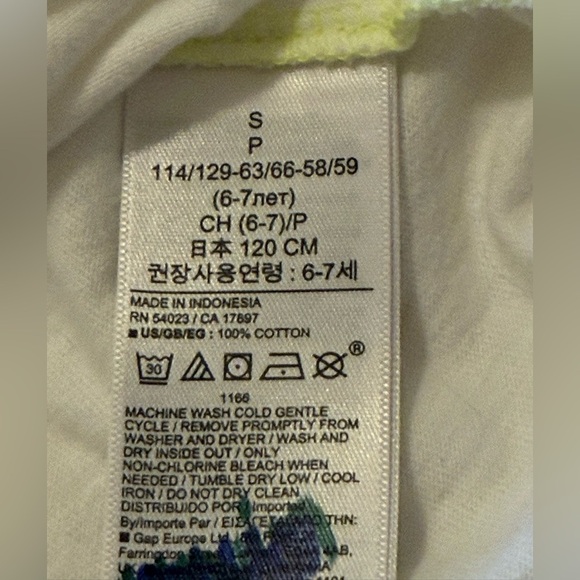 S
P
114/129-63/66-58/59
(6-7лет)
CH (6-7)/P
日本 120 CM
권장사용연령 : 6-7세
MADE IN INDONESIA
RN 54023 / CA 17897
■ US/GB/EG : 100% COTTON
30
®
1166
MACHINE WASH COLD GENTLE
CYCLE / REMOVE PROMPTLY FROM
WASHER AND DRYER / WASH AND
DRY INSIDE OUT / ONLY
NON-CHLORINE BLEACH WHEN
NEEDED / TUMBLE DRY LOW / COOL
IRON / DO NOT DRY CLEAN
DISTRIBUIDO POR / Imported
By/Importe Par /
■ Gap Europe
Farringdon
UK